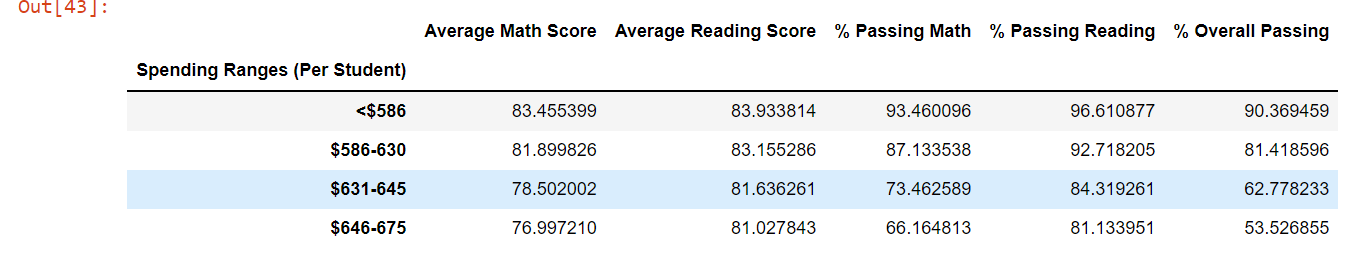 Out[43]:
Average Math Score Average Reading Score % Passing Math % Passing Reading % Overall Passing
Spending Ranges (Per Student)
<$586 83.455399 83.933814 93.460096 96.610877 90.369459
$586-630 81.899826 83.155286 87.133538 92.718205 81.418596
$631-645 78.502002 81.636261 73.462589 84.319261 62.778233
$646-675 76.997210 81.027843 66.164813 81.133951 53.526855